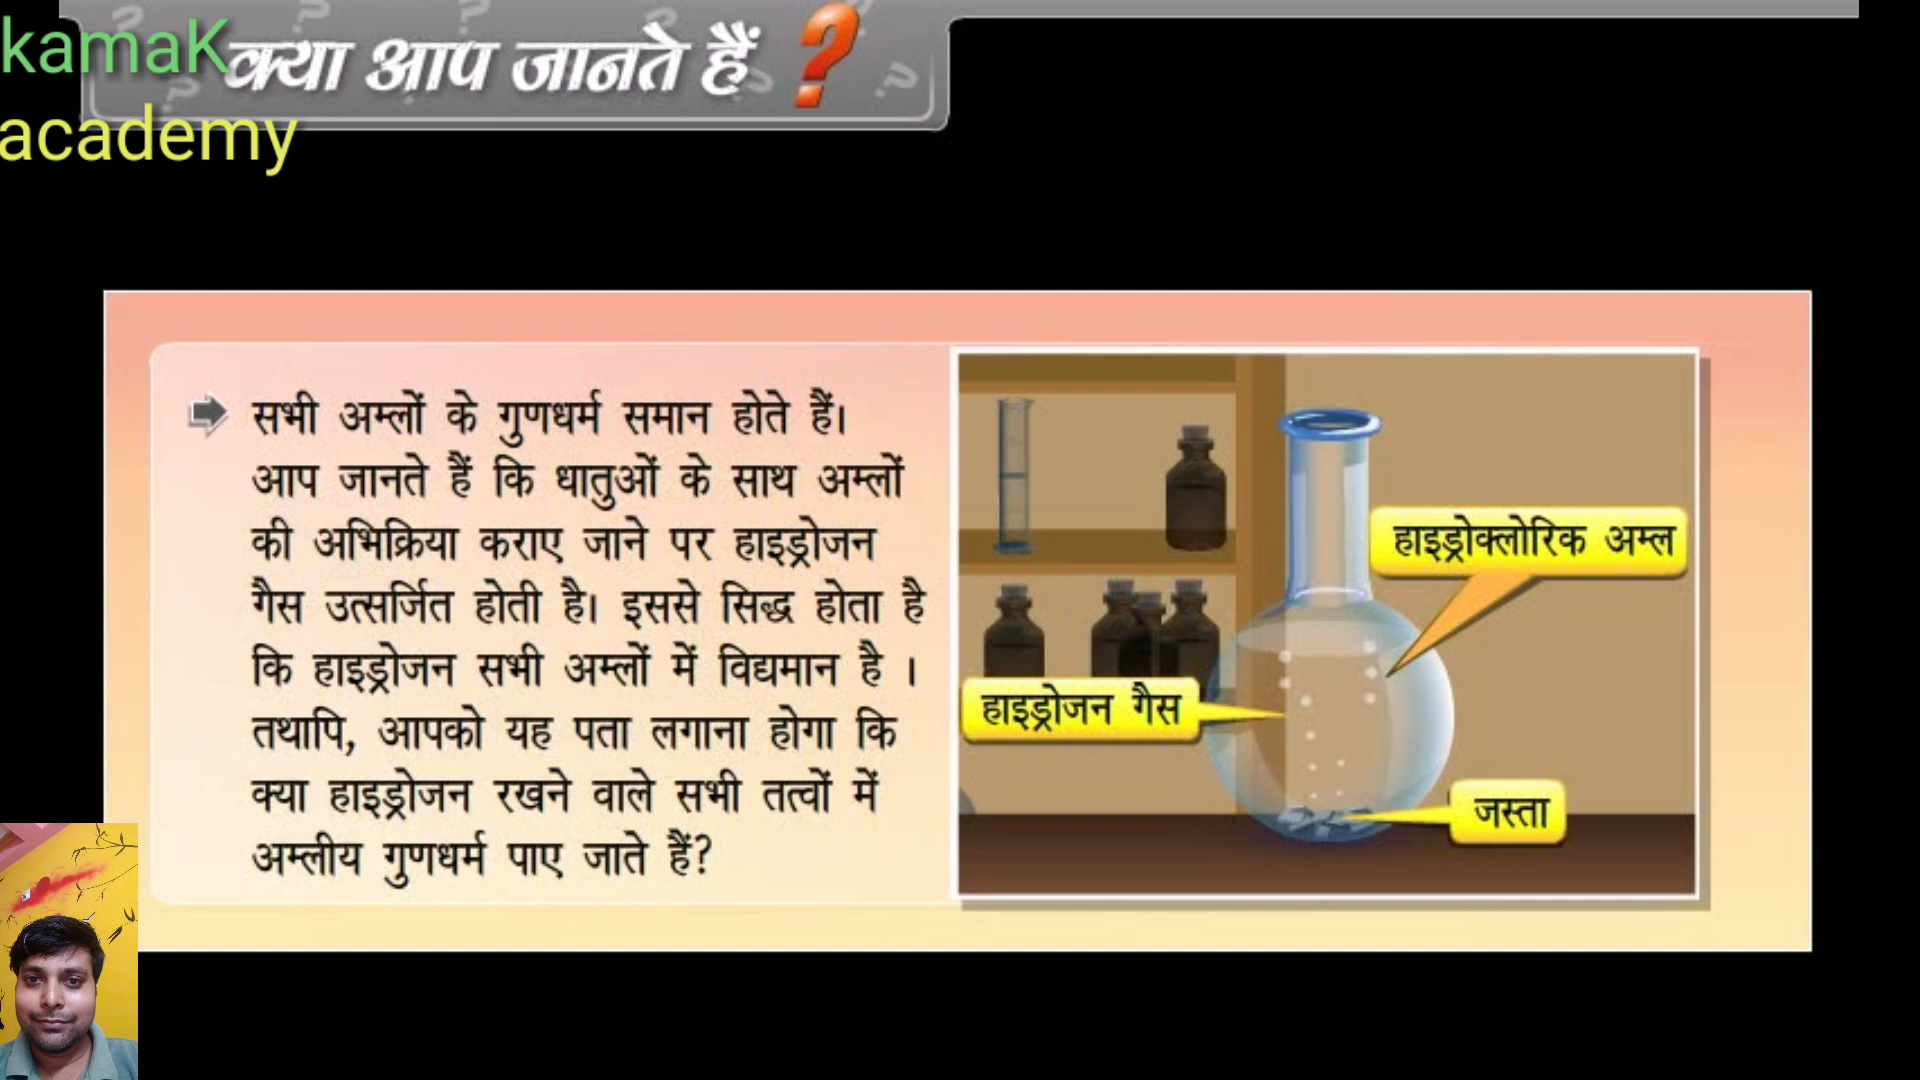 kamaK
क्या आप जानते हैं ?
academy
सभी अम्लों के गुणधर्म समान होते हैं।
आप जानते हैं कि धातुओं के साथ अम्लों
की अभिक्रिया कराए जाने पर हाइड्रोजन
गैस उत्सर्जित होती है। इससे सिद्ध होता है
कि हाइड्रोजन सभी अम्लों में विद्यमान है ।
तथापि, आपको यह पता लगाना होगा कि
क्या हाइड्रोजन रखने वाले सभी तत्वों में
अम्लीय गुणधर्म पाए जाते हैं?
हाइड्रोक्लोरिक अम्ल
हाइड्रोजन गैस
जस्ता